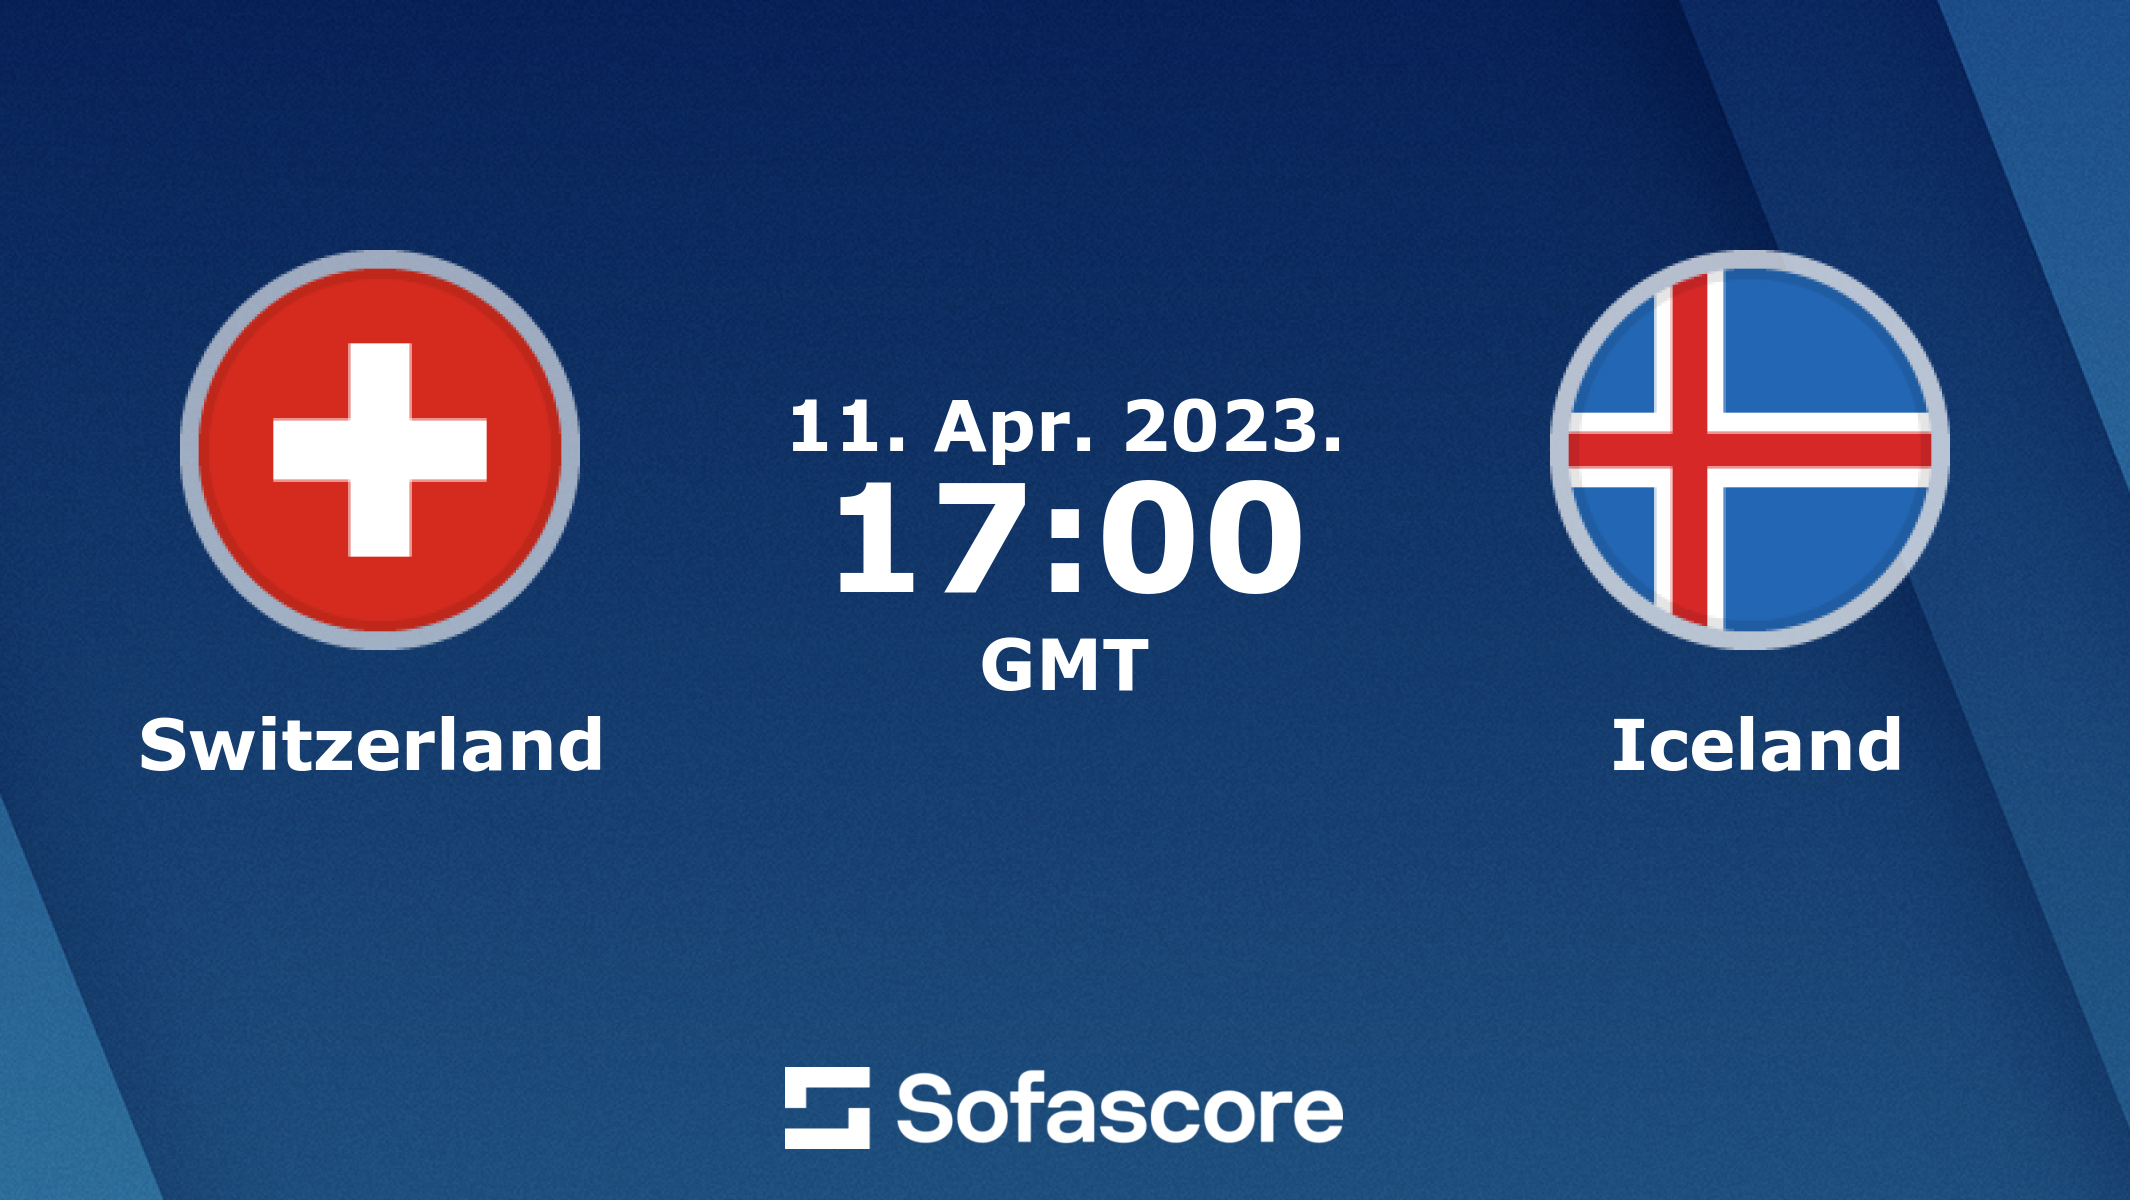 11. Apr. 2023.
17:00
GMT
Switzerland
Iceland
Sofascore